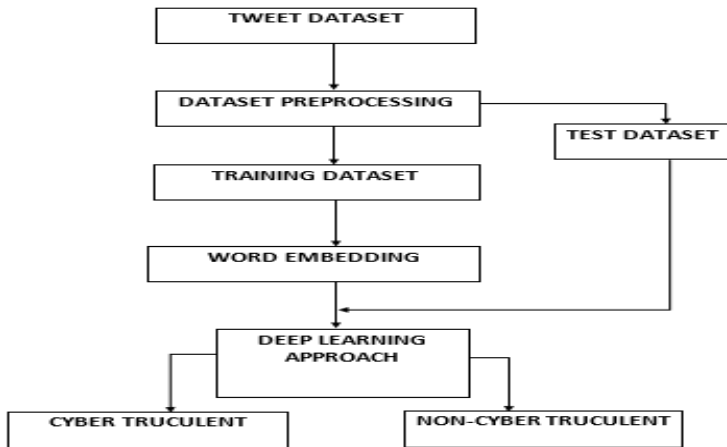 TWEET DATASET
DATASET PREPROCESSING
TEST DATASET
TRAINING DATASET
WORD EMBEDDING
DEEP LEARNING
APPROACH
CYBER TRUCULENT
NON-CYBER TRUCULENT